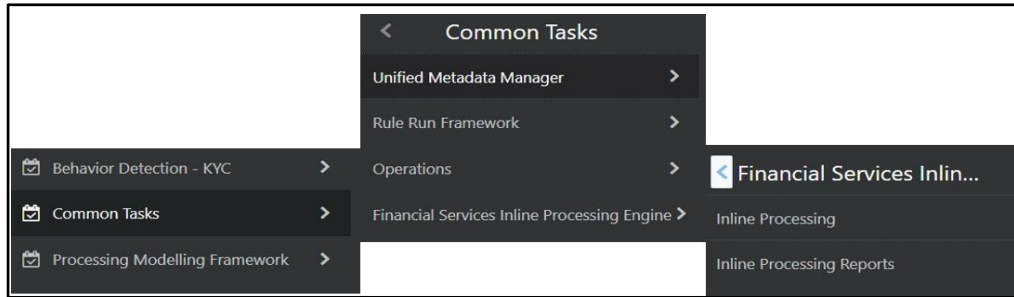 Behavior Detection - KYC
Common Tasks
Processing Modelling Framework
Common Tasks
Unified Metadata Manager
Rule Run Framework
Operations
Financial Services Inline Processing Engine
Financial Services Inlin...
Inline Processing
Inline Processing Reports